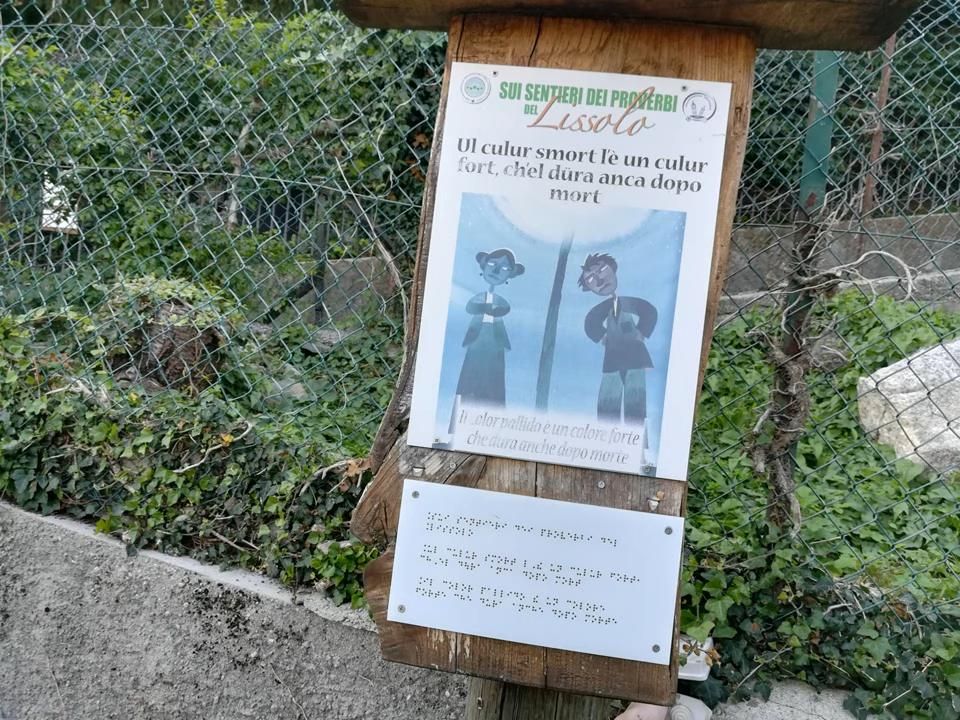 SUI SENTIERI DEI PROVERBI
DEL Lissolo
Ul culur smort l'è un culur
fort, ch'el düra anca dopo
mort
Il color pallido è un colore forte
che dura anche dopo morte